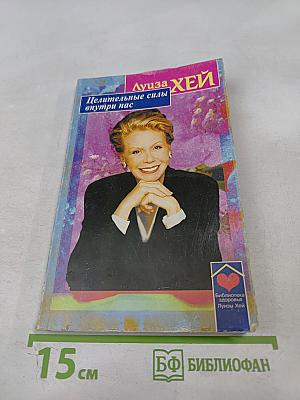 Луиза ХЕЙ
Целительные силы
внутри нас
Библиотека
здоровья
Луизы Хей
15 см
БФ БИБЛИОФАН